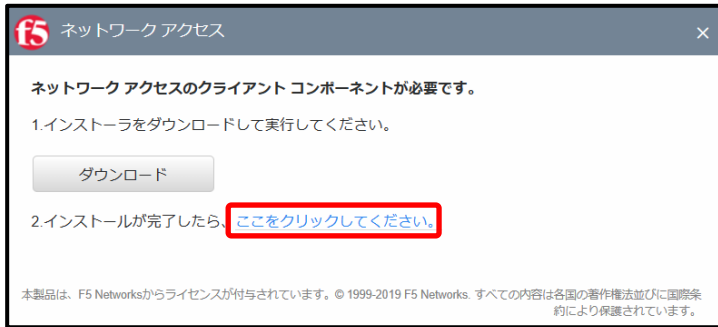 f5 ネットワーク アクセス ×
ネットワーク アクセスのクライアント コンポーネントが必要です。
1.インストーラをダウンロードして実行してください。
ダウンロード
2.インストールが完了したら、ここをクリックしてください。
本製品は、F5 Networksからライセンスが付与されています。© 1999-2019 F5 Networks. すべての内容は各国の著作権法並びに国際条
約により保護されています。